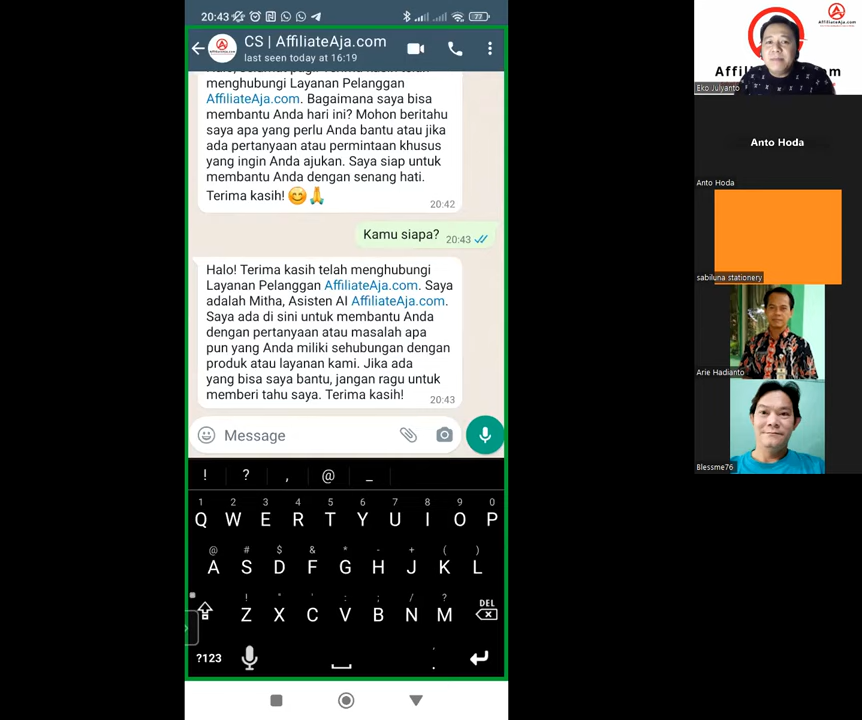 20:43
77
CS | AffiliateAja.com
last seen today at 16:19
menghubungi Layanan Pelanggan
AffiliateAja.com. Bagaimana saya bisa
membantu Anda hari ini? Mohon beritahu
saya apa yang perlu Anda bantu atau jika
ada pertanyaan atau permintaan khusus
yang ingin Anda ajukan. Saya siap untuk
membantu Anda dengan senang hati.
Terima kasih! 😊🙏
20:42
Kamu siapa?
20:43
Halo! Terima kasih telah menghubungi
Layanan Pelanggan AffiliateAja.com. Saya
adalah Mitha, Asisten AI AffiliateAja.com.
Saya ada di sini untuk membantu Anda
dengan pertanyaan atau masalah apa
pun yang Anda miliki sehubungan dengan
produk atau layanan kami. Jika ada
yang bisa saya bantu, jangan ragu untuk
memberi tahu saya. Terima kasih!
20:43
Message
! ? , @ _
1 2 3 4 5 6 7 8 9 0
Q W E R T Y U I O P
@ # $ & * - + ( )
A S D F G H J K L
! " ' : ; / ?
Z X C V B N M
DEL
?123
AffiliateAja.com
Eko Julyanto
Anto Hoda
Anto Hoda
sabiluna stationery
Arie Hadianto
Blessme76